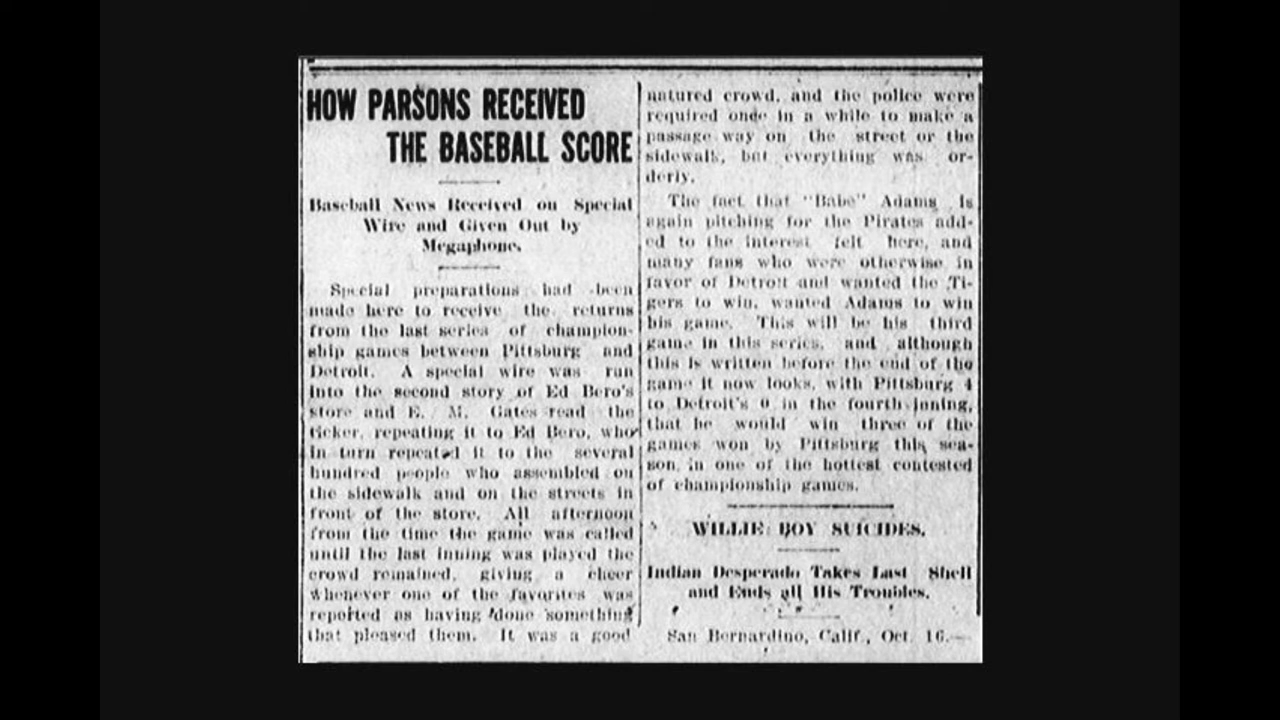 HOW PARSONS RECEIVED
THE BASEBALL SCORE
Baseball News Received on Special
Wire and Given Out by
Megaphone.
Special preparations had been
made here to receive the returns
from the last series of champion-
ship games between Pittsburg and
Detroit. A special wire was run
into the second story of Ed Bero's
store and E. M. Gates read the
ticker, repeating it to Ed Bero, who
in turn repeated it to the several
hundred people who assembled on
the sidewalk and on the streets in
front of the store. All afternoon
from the time the game was called
until the last inning was played the
crowd remained, giving a cheer
whenever one of the favorites was
reported as having done something
that pleased them. It was a good
natured crowd, and the police were
required once in a while to make a
passage way on the street or the
sidewalk, but everything was or-
derly.
The fact that "Babe" Adams is
again pitching for the Pirates add-
ed to the interest felt here, and
many fans who were otherwise in
favor of Detroit and wanted the Ti-
gers to win, wanted Adams to win
his game. This will be his third
game in this series, and although
this is written before the end of the
game it now looks, with Pittsburg 4
to Detroit's 0 in the fourth inning,
that he would win three of the
games won by Pittsburg this sea-
son, in one of the hottest contested
of championship games.
WILLIE BOY SUICIDES.
Indian Desperado Takes Last Shell
and Ends all His Troubles.
San Bernardino, Calif., Oct. 16.—